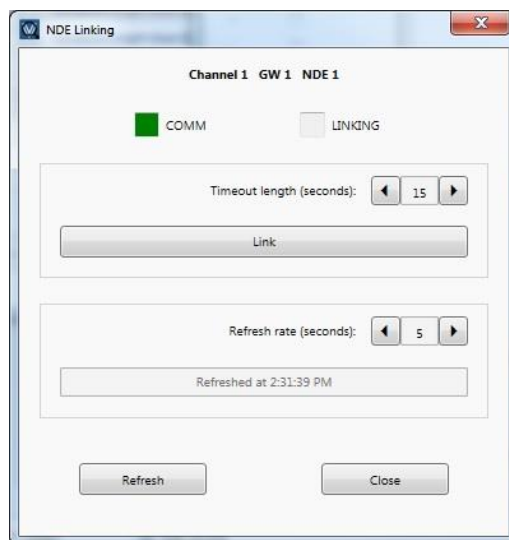 NDE Linking
Channel 1 GW 1 NDE 1
COMM LINKING
Timeout length (seconds): 15
Link
Refresh rate (seconds): 5
Refreshed at 2:31:39 PM
Refresh Close